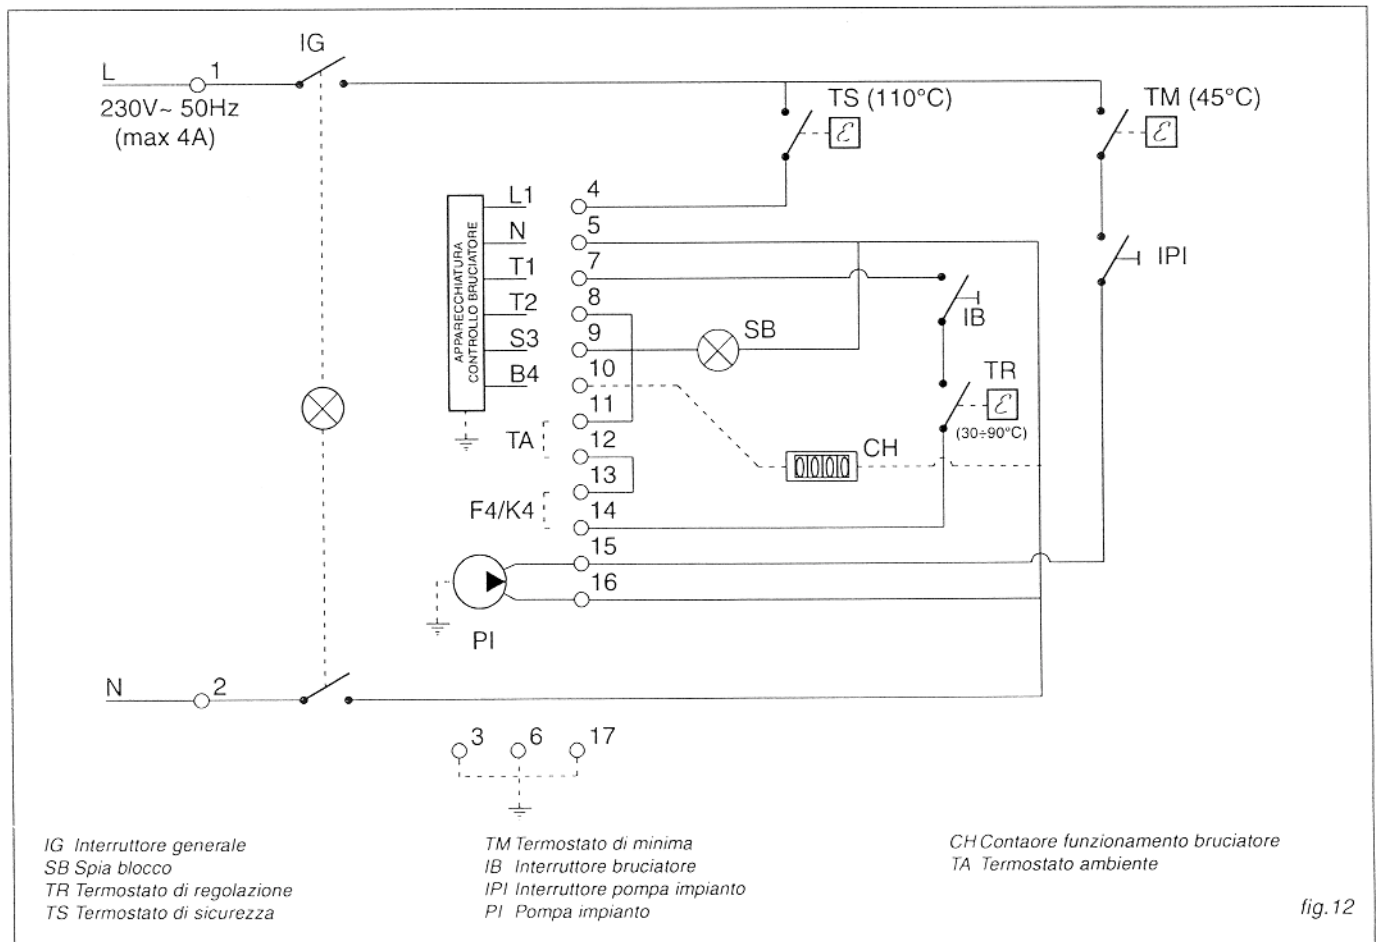 IG
L 1
230V~ 50Hz
(max 4A)
TS (110°C)
TM (45°C)
ℰ
ℰ
APPARECCHIATURA
CONTROLLO BRUCIATORE
L1 4
N 5
T1 7
T2 8
S3 9
B4 10
11
TA 12
13
F4/K4 14
15
16
PI
SB
IB
IPI
TR
ℰ
(30÷90°C)
CH
N 2
3 6 17
IG Interruttore generale
SB Spia blocco
TR Termostato di regolazione
TS Termostato di sicurezza
TM Termostato di minima
IB Interruttore bruciatore
IPI Interruttore pompa impianto
PI Pompa impianto
CH Contaore funzionamento bruciatore
TA Termostato ambiente
fig.12